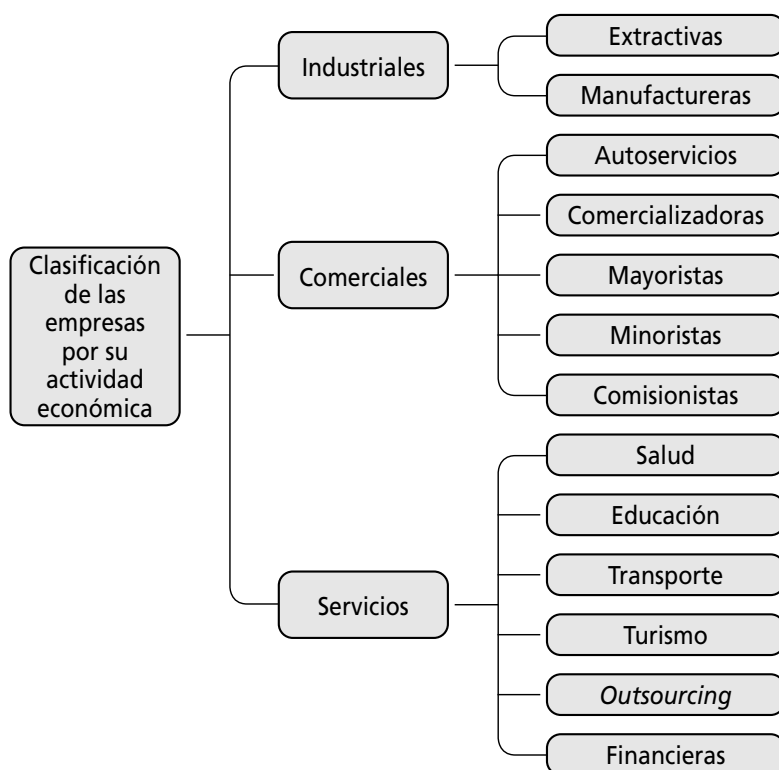 Clasificación
de las
empresas
por su
actividad
económica
Industriales
Extractivas
Manufactureras
Comerciales
Autoservicios
Comercializadoras
Mayoristas
Minoristas
Comisionistas
Servicios
Salud
Educación
Transporte
Turismo
Outsourcing
Financieras